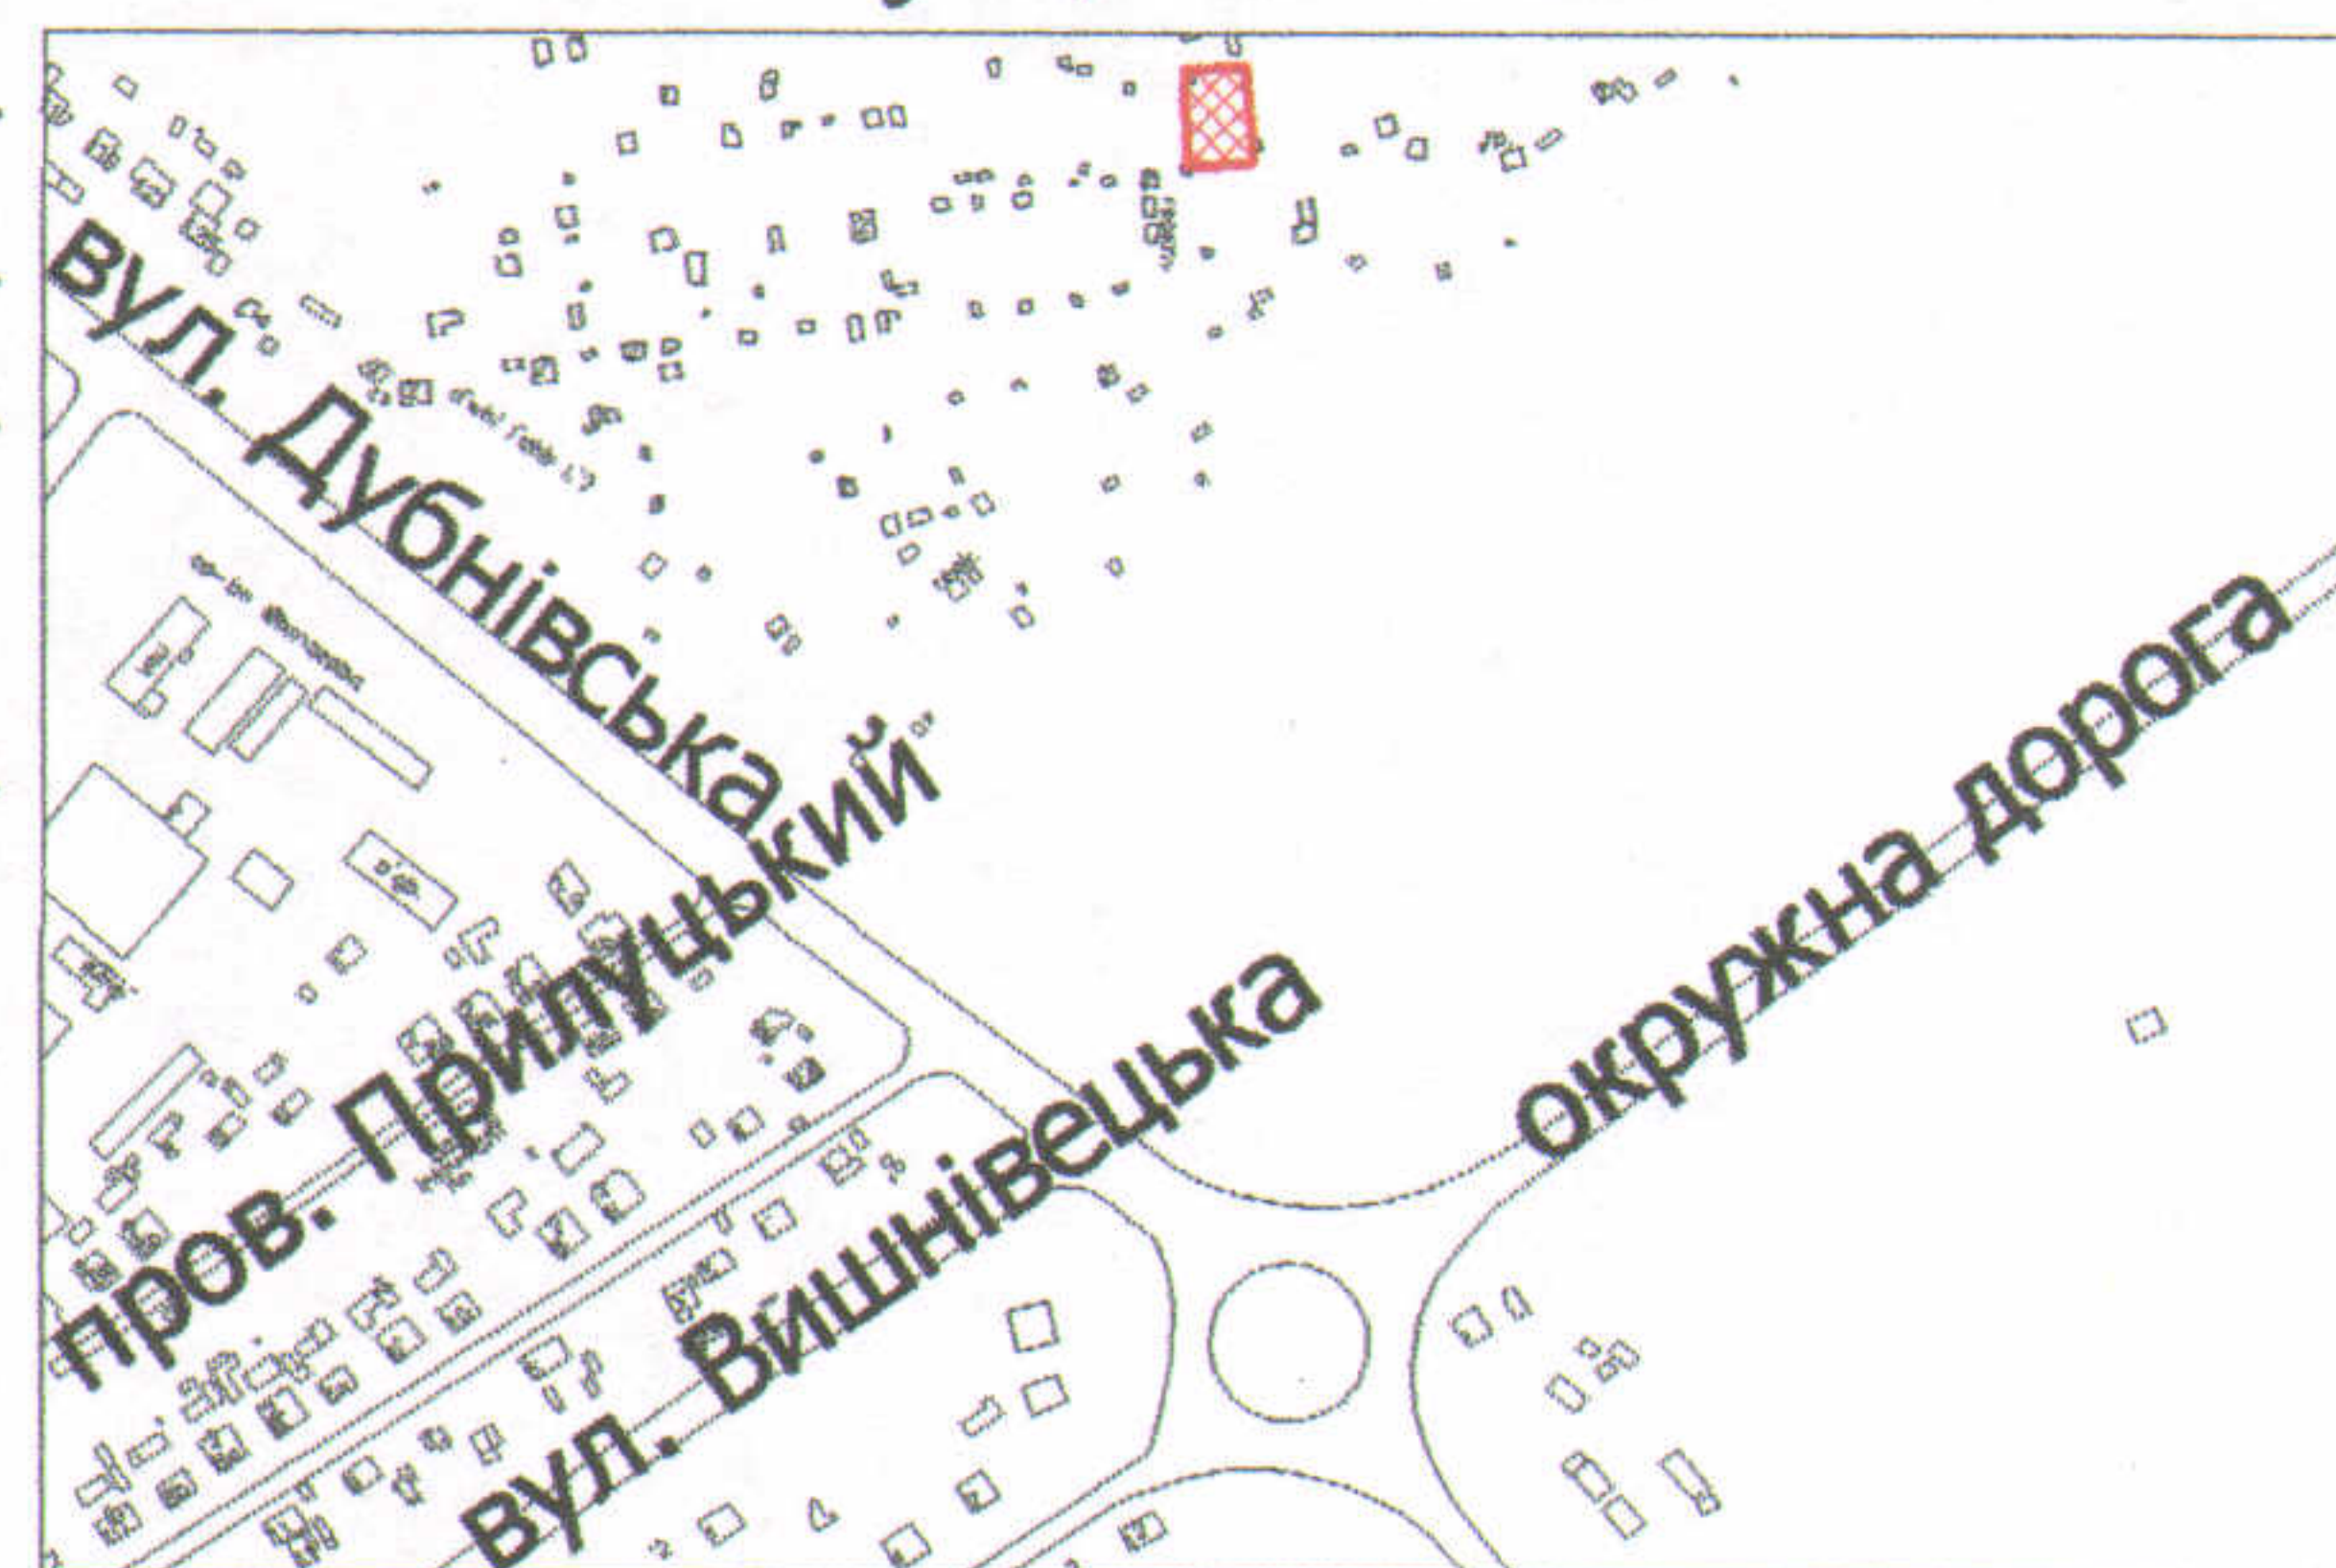 вул. Дубнівська
пров. Прилуцький
вул. Вишнівецька
окружна дорога